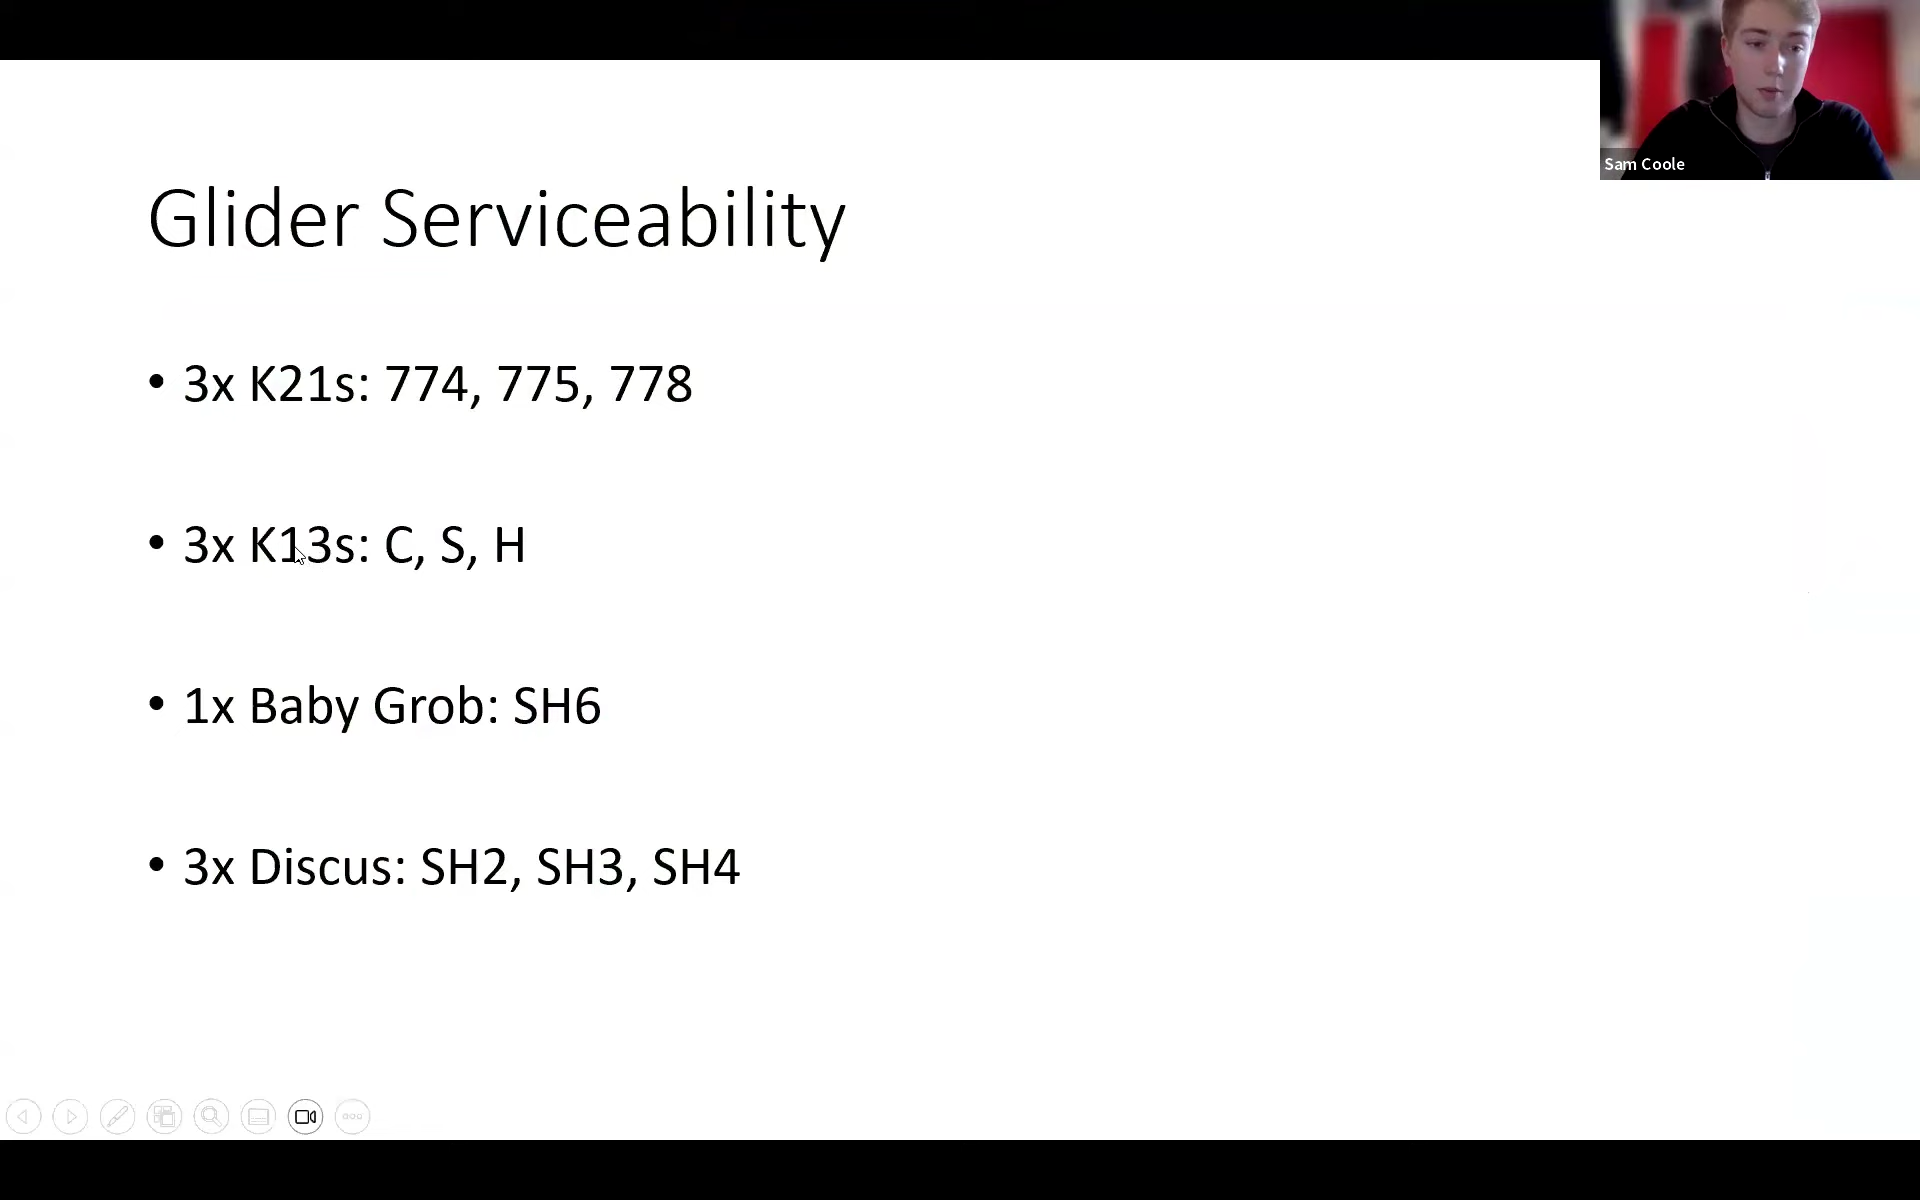 Sam Coole
Glider Serviceability
• 3x K21s: 774, 775, 778
• 3x K13s: C, S, H
• 1x Baby Grob: SH6
• 3x Discus: SH2, SH3, SH4